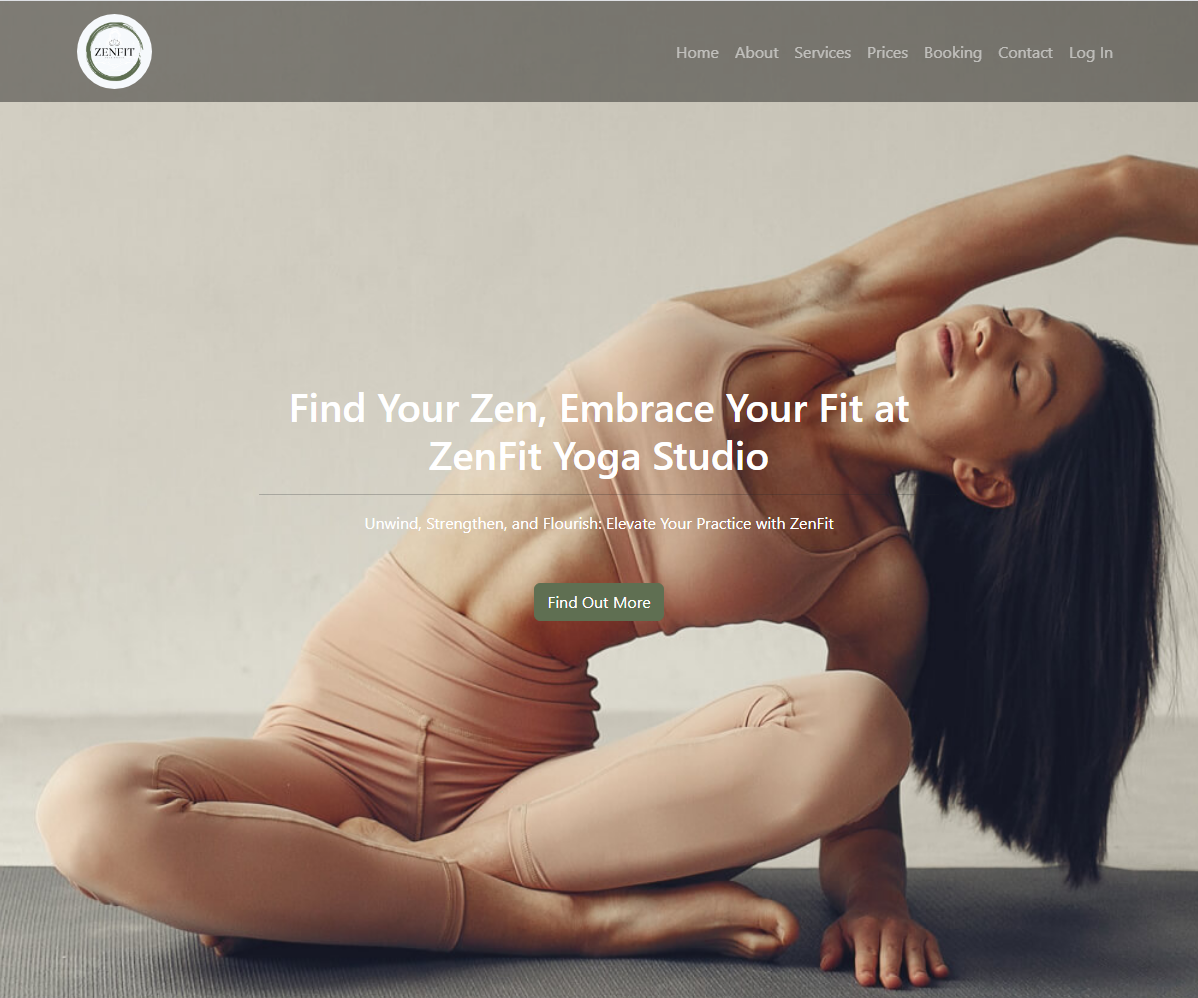 ZENFIT
Home About Services Prices Booking Contact Log In
Find Your Zen, Embrace Your Fit at
ZenFit Yoga Studio
Unwind, Strengthen, and Flourish: Elevate Your Practice with ZenFit
Find Out More